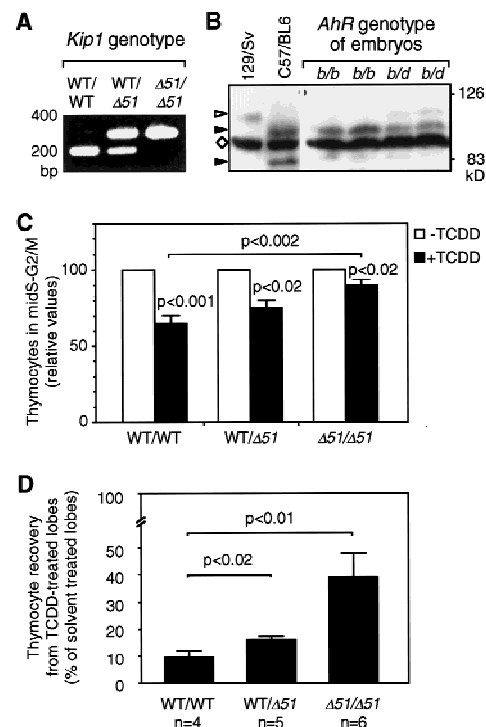 A
Kip1 genotype
WT/WT WT/Δ51 Δ51/Δ51
400
200
bp
B
129/Sv
C57/BL6
AhR genotype of embryos
b/b b/b b/d b/d
126
83
kD
C
Thymocytes in midS-G2/M (relative values)
100
50
0
-TCDD
+TCDD
p<0.002
p<0.001
p<0.02
p<0.02
WT/WT WT/Δ51 Δ51/Δ51
D
Thymocyte recovery from TCDD-treated lobes (% of solvent treated lobes)
100
50
40
30
20
10
0
p<0.01
p<0.02
WT/WT WT/Δ51 Δ51/Δ51
n=4 n=5 n=6